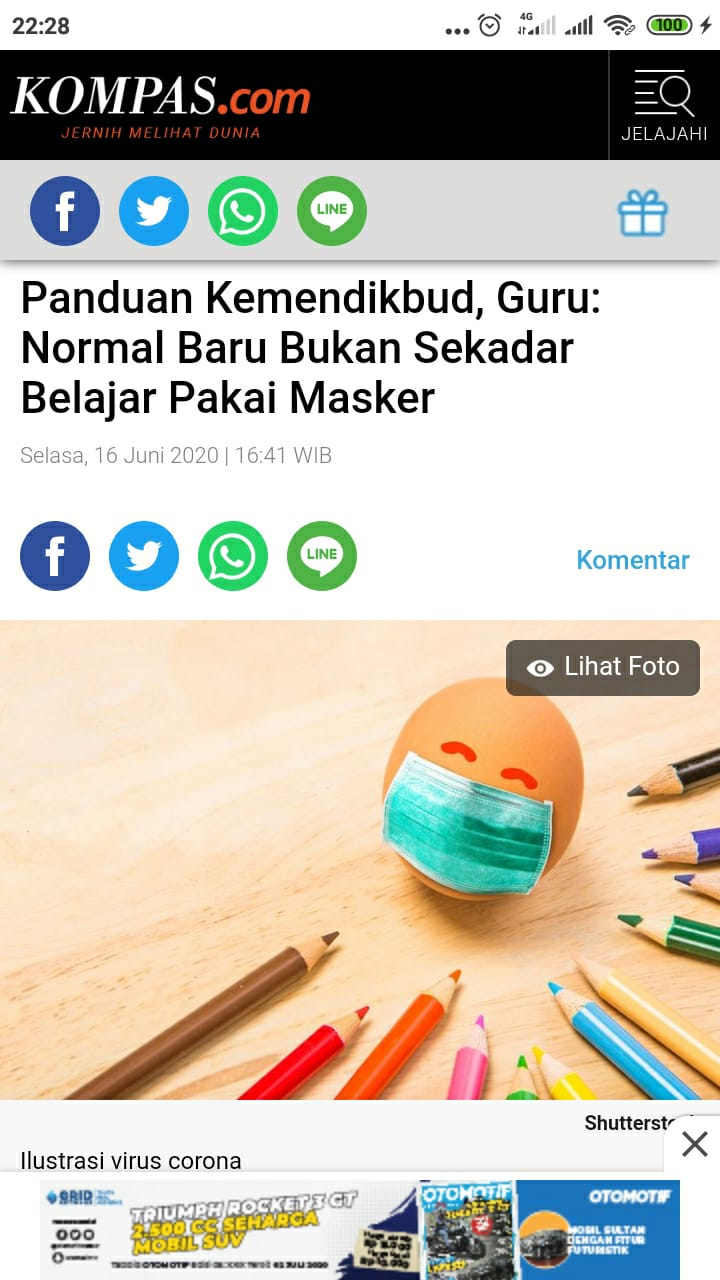 22:28
4G
100
KOMPAS.com
JERNIH MELIHAT DUNIA
JELAJAHI
LINE
Panduan Kemendikbud, Guru:
Normal Baru Bukan Sekadar
Belajar Pakai Masker
Selasa, 16 Juni 2020 | 16:41 WIB
LINE
Komentar
Lihat Foto
Shutterst
Ilustrasi virus corona
GRID
TRIUMPH ROCKET 3 GT
2.500 CC SEHARGA
MOBIL SUV
OTOMOTIF
OTOMOTIF
MOBIL SULTAN
DENGAN FITUR
FUTURISTIK